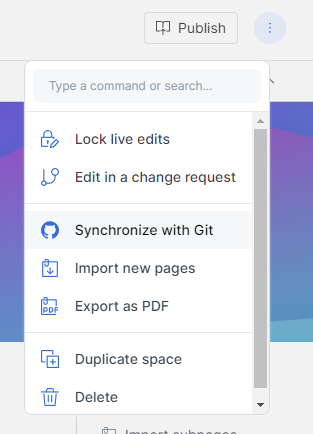 Publish
Type a command or search...
Lock live edits
Edit in a change request
Synchronize with Git
Import new pages
PDF Export as PDF
Duplicate space
Delete
Import subpages